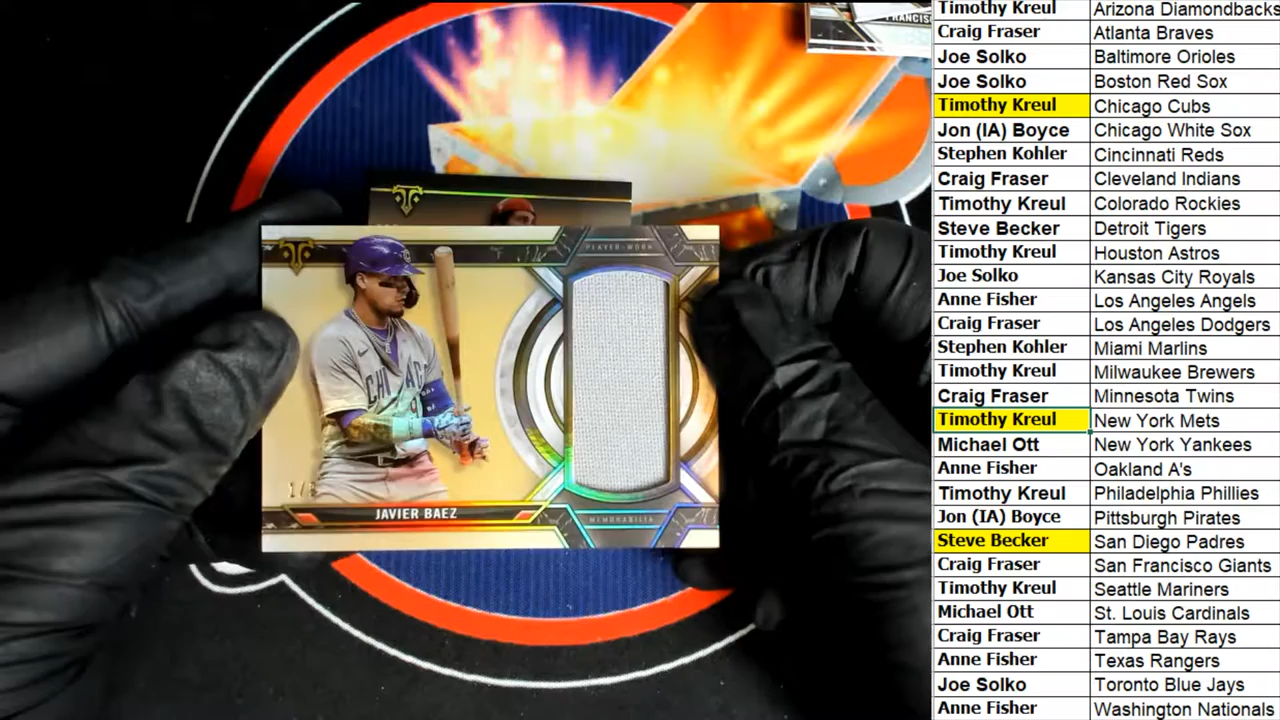 FRANCIS
PLAYER-WORN
CHICAGO
JAVIER BAEZ
MEMORABILIA
Timothy Kreul Arizona Diamondbacks
Craig Fraser Atlanta Braves
Joe Solko Baltimore Orioles
Joe Solko Boston Red Sox
Timothy Kreul Chicago Cubs
Jon (IA) Boyce Chicago White Sox
Stephen Kohler Cincinnati Reds
Craig Fraser Cleveland Indians
Timothy Kreul Colorado Rockies
Steve Becker Detroit Tigers
Timothy Kreul Houston Astros
Joe Solko Kansas City Royals
Anne Fisher Los Angeles Angels
Craig Fraser Los Angeles Dodgers
Stephen Kohler Miami Marlins
Timothy Kreul Milwaukee Brewers
Craig Fraser Minnesota Twins
Timothy Kreul New York Mets
Michael Ott New York Yankees
Anne Fisher Oakland A's
Timothy Kreul Philadelphia Phillies
Jon (IA) Boyce Pittsburgh Pirates
Steve Becker San Diego Padres
Craig Fraser San Francisco Giants
Timothy Kreul Seattle Mariners
Michael Ott St. Louis Cardinals
Craig Fraser Tampa Bay Rays
Anne Fisher Texas Rangers
Joe Solko Toronto Blue Jays
Anne Fisher Washington Nationals